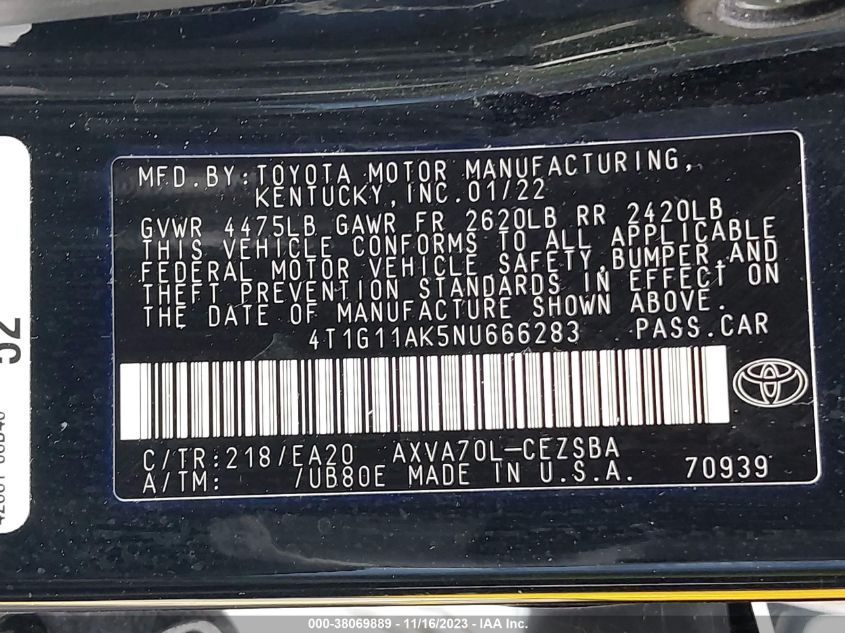 MFD.BY:TOYOTA MOTOR MANUFACTURING,
KENTUCKY,INC.01/22
GVWR 4475LB GAWR FR 2620LB RR 2420LB
THIS VEHICLE CONFORMS TO ALL APPLICABLE
FEDERAL MOTOR VEHICLE SAFETY,BUMPER,AND
THEFT PREVENTION STANDARDS IN EFFECT ON
THE DATE OF MANUFACTURE SHOWN ABOVE.
4T1G11AK5NU666283 PASS.CAR
C/TR:218/EA20 AXVA70L-CEZSBA
A/TM: /UB80E MADE IN U.S.A. 70939
52
000-38069889 - 11/16/2023 - IAA Inc.